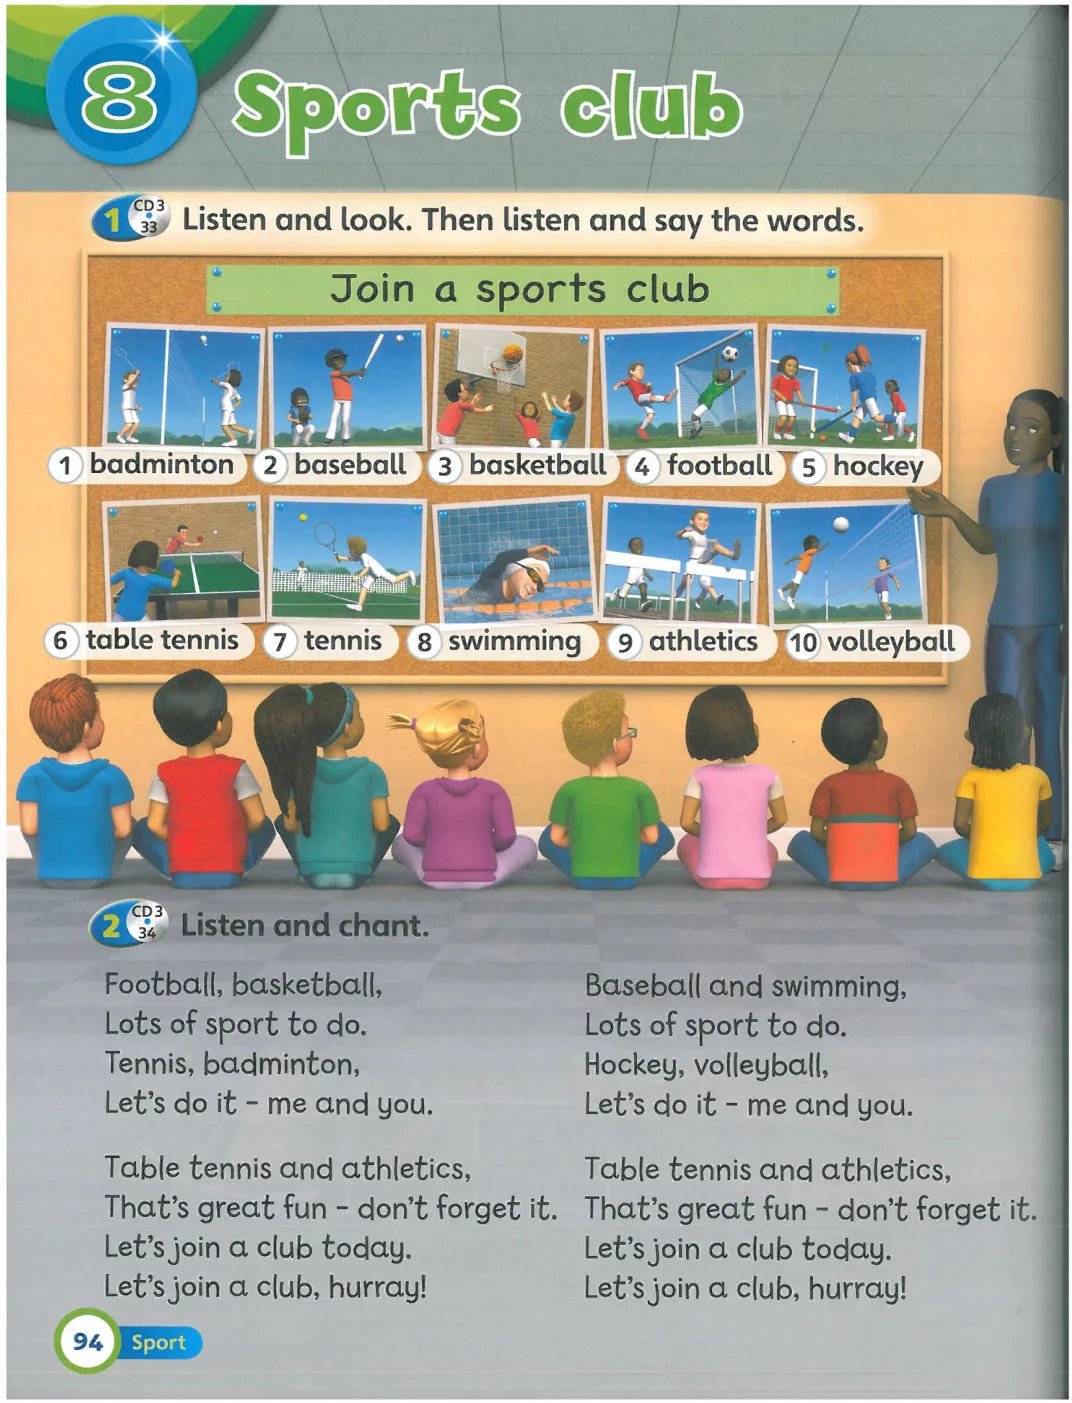 8 Sports club
1 CD3 33 Listen and look. Then listen and say the words.
Join a sports club
1 badminton 2 baseball 3 basketball 4 football 5 hockey
6 table tennis 7 tennis 8 swimming 9 athletics 10 volleyball
2 CD3 34 Listen and chant.
Football, basketball,
Lots of sport to do.
Tennis, badminton,
Let's do it – me and you.
Table tennis and athletics,
That's great fun – don't forget it.
Let's join a club today.
Let's join a club, hurray!
Baseball and swimming,
Lots of sport to do.
Hockey, volleyball,
Let's do it – me and you.
Table tennis and athletics,
That's great fun – don't forget it.
Let's join a club today.
Let's join a club, hurray!
94 Sport